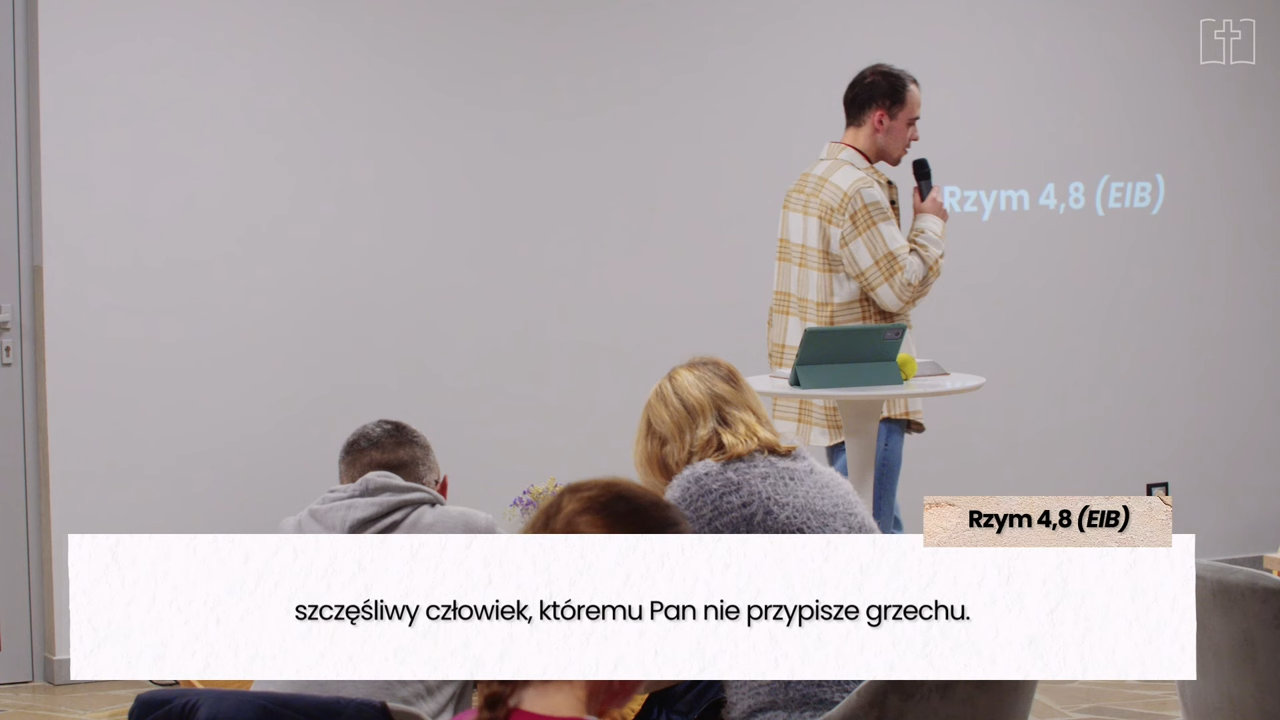 Rzym 4,8 (EIB)
Rzym 4,8 (EIB)
szczęśliwy człowiek, któremu Pan nie przypisze grzechu.